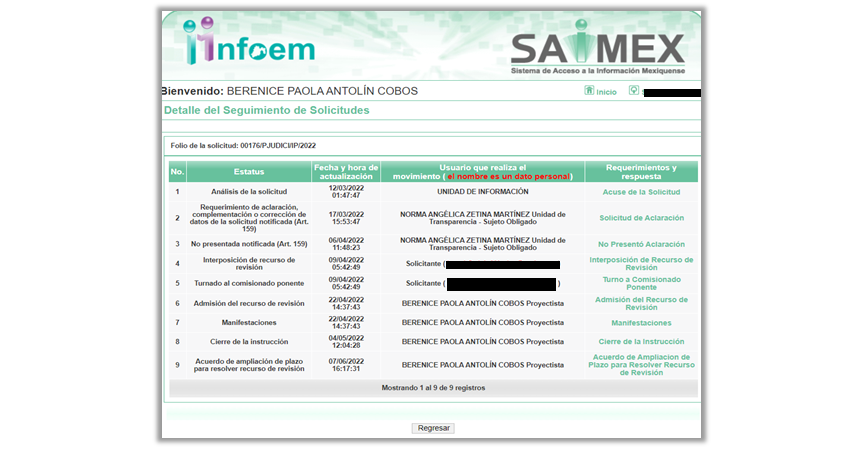 infoem
SAIMEX
Sistema de Acceso a la Información Mexiquense
Bienvenido: BERENICE PAOLA ANTOLÍN COBOS
Inicio
Detalle del Seguimiento de Solicitudes
Folio de la solicitud: 00176/PJUDICI/IP/2022
No. Estatus Fecha y hora de actualización Usuario que realiza el movimiento ( el nombre es un dato personal) Requerimientos y respuesta
1 Análisis de la solicitud 12/03/2022 01:47:47 UNIDAD DE INFORMACIÓN Acuse de la Solicitud
2 Requerimiento de aclaración, complementación o corrección de datos de la solicitud notificada (Art. 159) 17/03/2022 15:53:47 NORMA ANGÉLICA ZETINA MARTÍNEZ Unidad de Transparencia - Sujeto Obligado Solicitud de Aclaración
3 No presentada notificada (Art. 159) 06/04/2022 11:48:23 NORMA ANGÉLICA ZETINA MARTÍNEZ Unidad de Transparencia - Sujeto Obligado No Presentó Aclaración
4 Interposición de recurso de revisión 09/04/2022 05:42:49 Solicitante ( Interposición de Recurso de Revisión
5 Turnado al comisionado ponente 09/04/2022 05:42:49 Solicitante ( ) Turno a Comisionado Ponente
6 Admisión del recurso de revisión 22/04/2022 14:37:43 BERENICE PAOLA ANTOLÍN COBOS Proyectista Admisión del Recurso de Revisión
7 Manifestaciones 22/04/2022 14:37:43 BERENICE PAOLA ANTOLÍN COBOS Proyectista Manifestaciones
8 Cierre de la instrucción 04/05/2022 12:04:28 BERENICE PAOLA ANTOLÍN COBOS Proyectista Cierre de la Instrucción
9 Acuerdo de ampliación de plazo para resolver recurso de revisión 07/06/2022 16:17:31 BERENICE PAOLA ANTOLÍN COBOS Proyectista Acuerdo de Ampliacion de Plazo para Resolver Recurso de Revisión
Mostrando 1 al 9 de 9 registros
Regresar